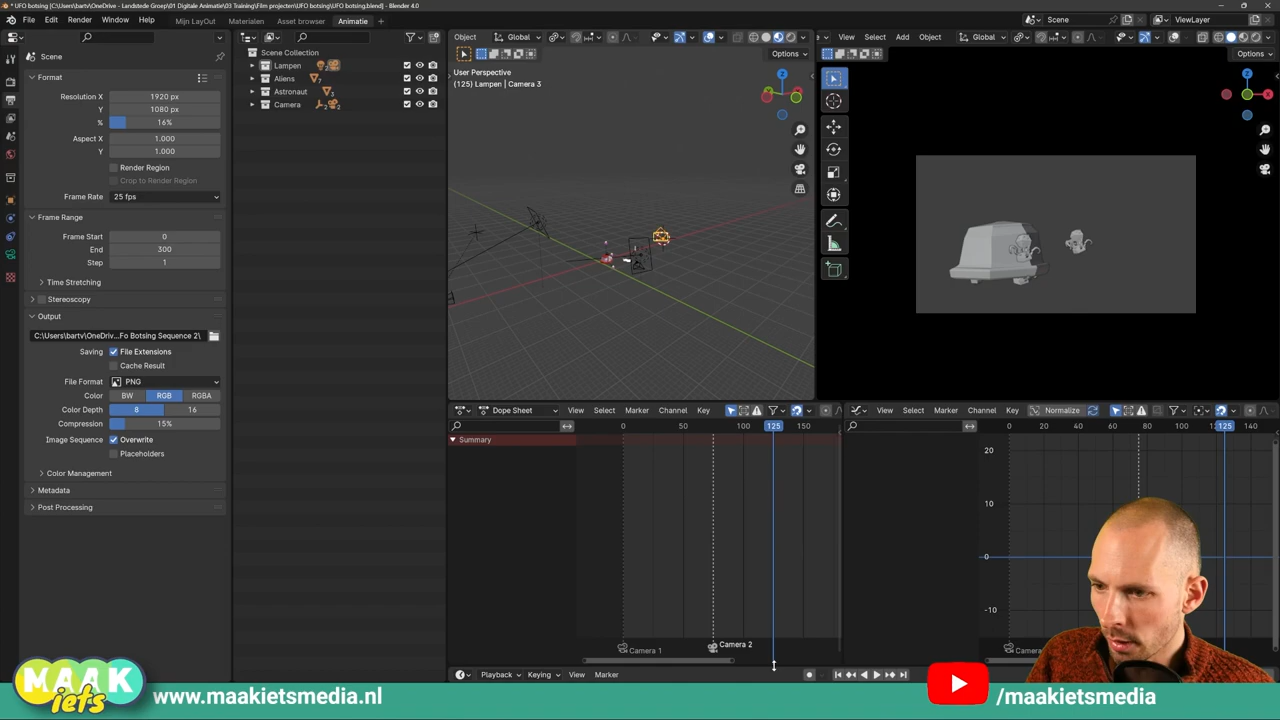 * UFO botsing [C:\Users\bartv\OneDrive - Landstede Groep\01 Digitale Animatie\03 Training\Film projecten\UFO botsing\UFO botsing.blend] - Blender 4.0
File Edit Render Window Help Mijn LayOut Materialen Asset browser Animatie + Scene ViewLayer
Global Options
View Select Add Object Global Options
Scene
Format
Resolution X 1920 px
Y 1080 px
% 16%
Aspect X 1.000
Y 1.000
Render Region
Crop to Render Region
Frame Rate 25 fps
Frame Range
Frame Start 0
End 300
Step 1
Time Stretching
Stereoscopy
Output
C:\Users\bartv\OneDriv...Fo Botsing Sequence 2\
Saving File Extensions
Cache Result
File Format PNG
Color BW RGB RGBA
Color Depth 8 16
Compression 15%
Image Sequence Overwrite
Placeholders
Color Management
Metadata
Post Processing
Scene Collection
Lampen
Aliens
Astronaut
Camera
User Perspective
(125) Lampen | Camera 3
Dope Sheet View Select Marker Channel Key
0 50 100 125 150
Summary
Camera 1 Camera 2
Playback Keying View Marker
View Select Marker Channel Key Normalize
0 20 40 60 80 100 125 140
20
10
0
-10
MAAK
iets
www.maakietsmedia.nl
/maakietsmedia